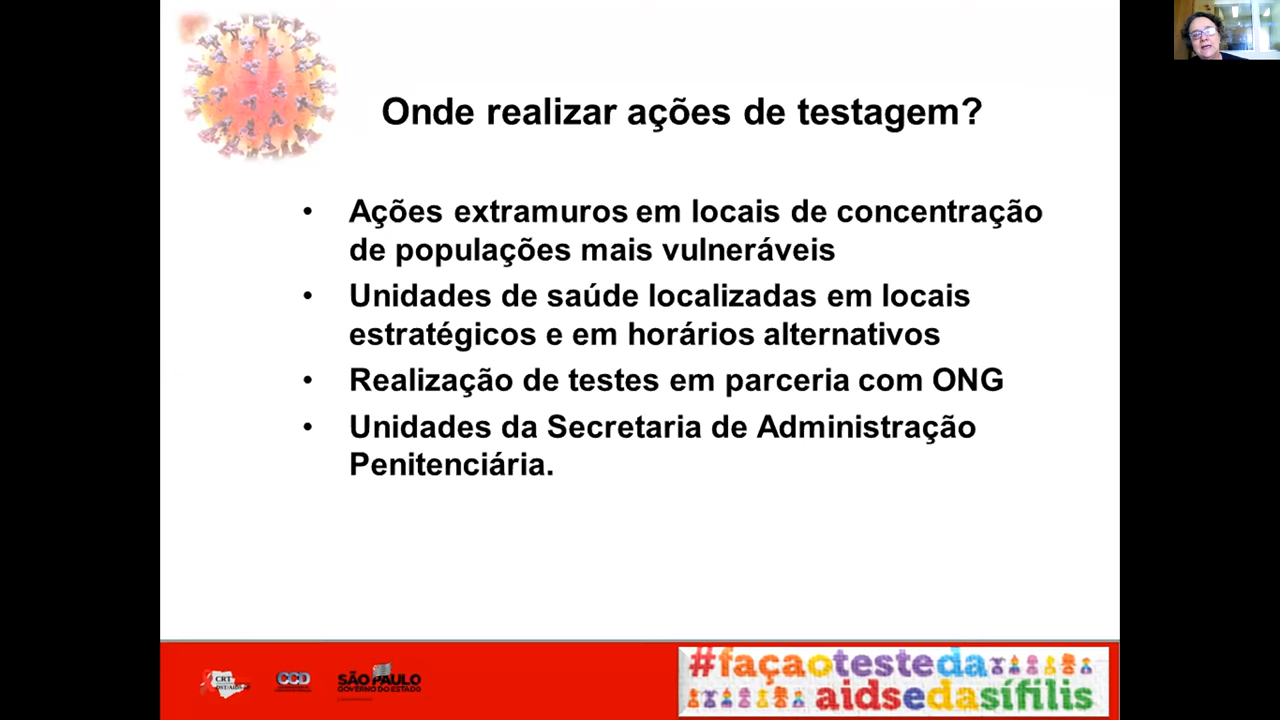 Onde realizar ações de testagem?
• Ações extramuros em locais de concentração
de populações mais vulneráveis
• Unidades de saúde localizadas em locais
estratégicos e em horários alternativos
• Realização de testes em parceria com ONG
• Unidades da Secretaria de Administração
Penitenciária.
CRT
DST/AIDS
CCD
SÃO PAULO
GOVERNO DO ESTADO
#façaotesteda
aidsedasífilis